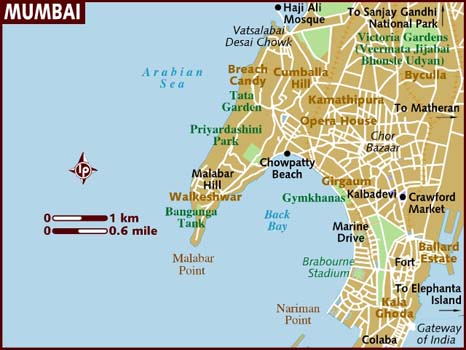 MUMBAI
Haji Ali
Mosque
To Sanjay Gandhi
National Park
Vatsalabai
Desai Chowk
Victoria Gardens
(Veermata Jijabai
Bhonsle Udyan)
Arabian
Sea
Breach
Candy
Cumballa
Hill
Byculla
Tata
Garden
Kamathipura
To Matheran
Opera House
Priyardashini
Park
Chor
Bazaar
Chowpatty
Beach
Malabar
Hill
Girgaum
LP
Walkeshwar
Gymkhanas
Kalbadevi
Crawford
Market
0 1 km
0 0.6 mile
Banganga
Tank
Back
Bay
Marine
Drive
Ballard
Estate
Malabar
Point
Brabourne
Stadium
Fort
To Elephanta
Island
Nariman
Point
Kala
Ghoda
Gateway
of India
Colaba